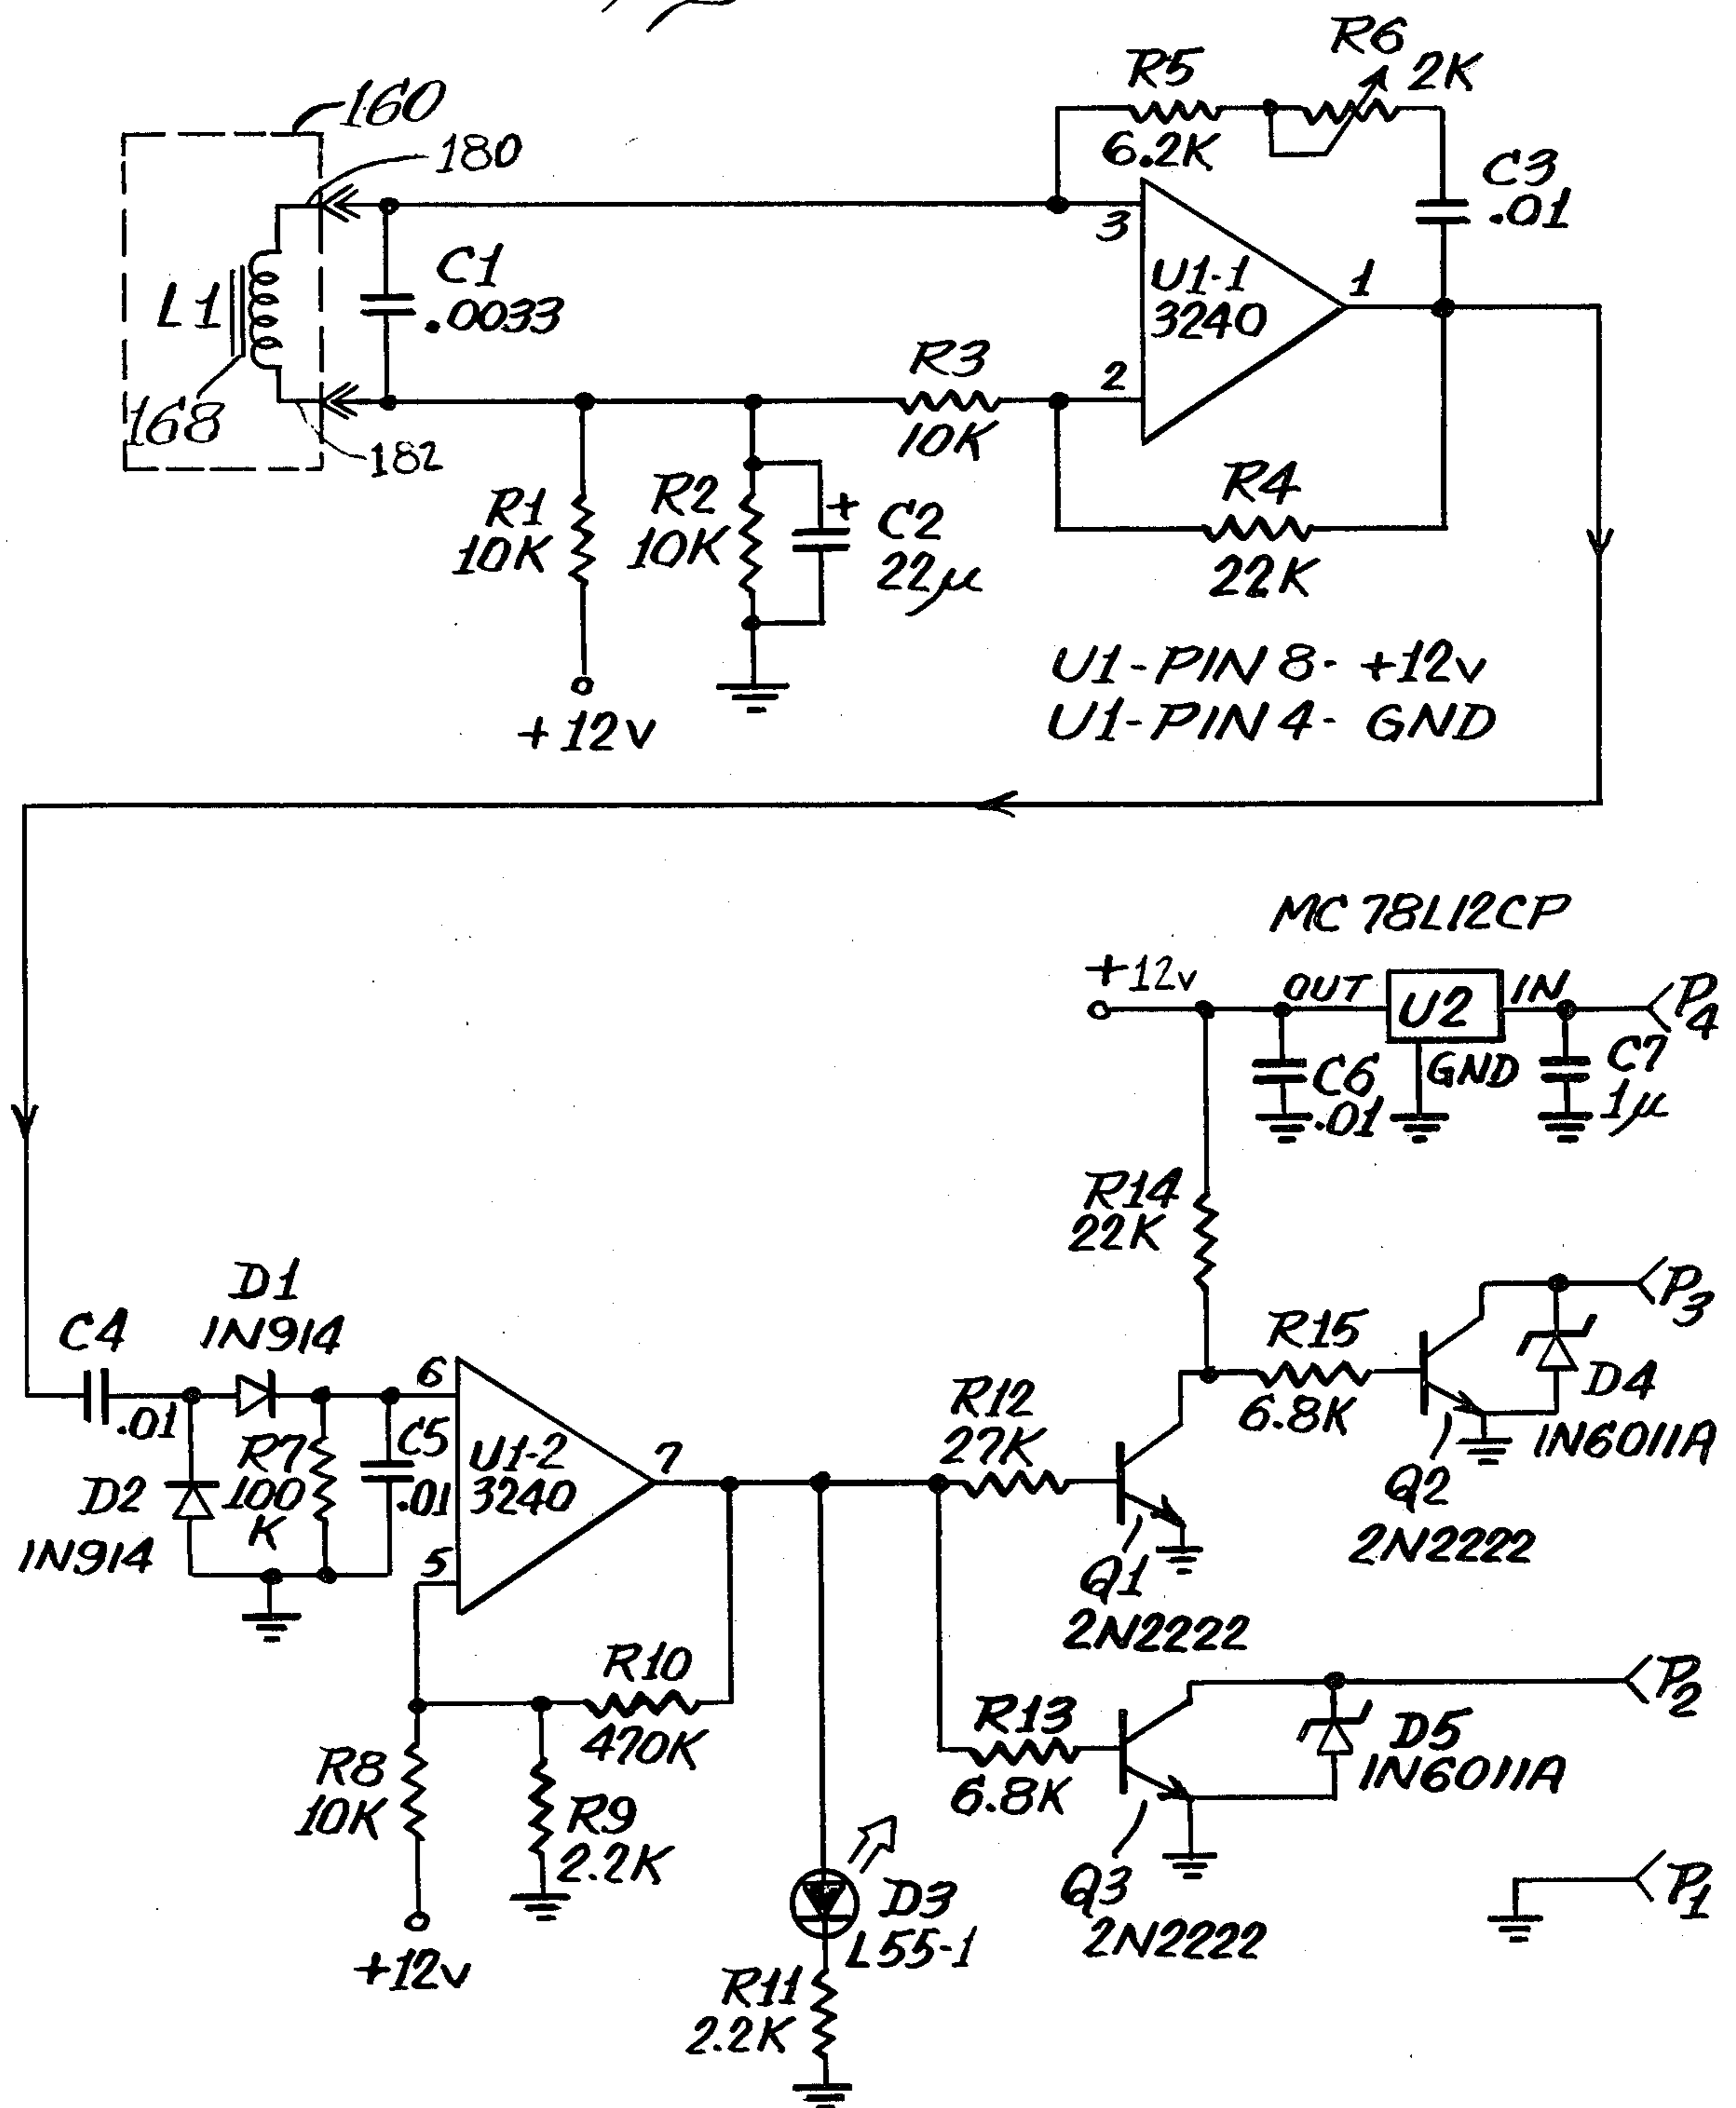 R6
R5
2K
160
180
6.2K
C3
.01
3
C1
.0033
U1-1
3240
1
L1
R3
2
10K
168
182
R4
R1
10K
R2
10K
+
C2
22µ
22K
U1-PIN 8- +12v
U1-PIN 4- GND
+12v
MC 78L12CP
+12v
OUT
U2
IN
P4
GND
C6
.01
C7
1µ
R14
22K
D1
1N914
C4
.01
6
R15
6.8K
P3
D4
1N6011A
R12
27K
R7
100
K
C5
.01
U1-2
3240
7
D2
1N914
5
Q2
2N2222
Q1
2N2222
R10
470K
P2
R13
6.8K
D5
1N6011A
R8
10K
R9
2.2K
Q3
2N2222
D3
L55-1
P1
+12v
R11
2.2K